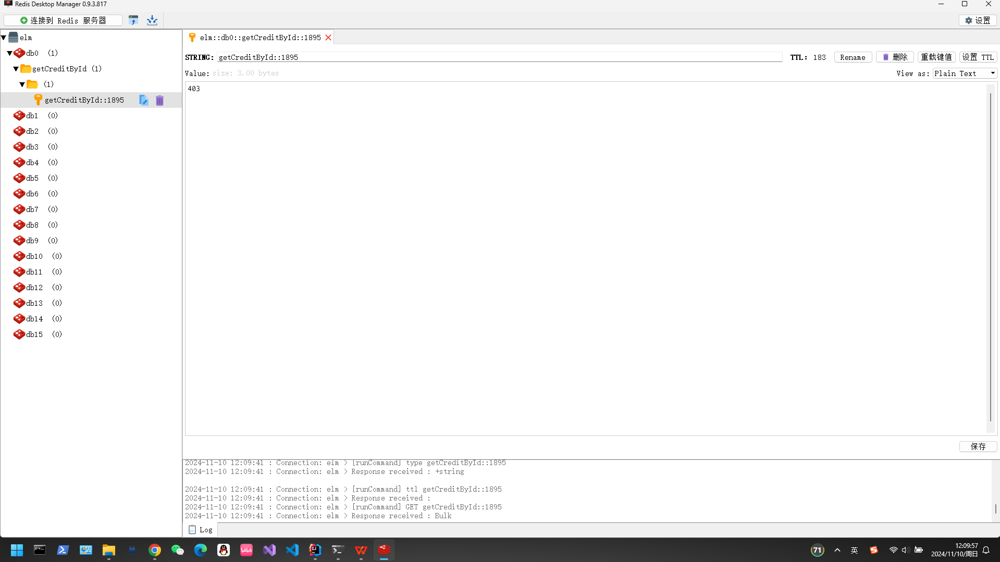 Redis Desktop Manager 0.9.3.817
连接到 Redis 服务器
设置
elm
db0 (1)
getCreditById (1)
(1)
getCreditById::1895
db1 (0)
db2 (0)
db3 (0)
db4 (0)
db5 (0)
db6 (0)
db7 (0)
db8 (0)
db9 (0)
db10 (0)
db11 (0)
db12 (0)
db13 (0)
db14 (0)
db15 (0)
elm::db0::getCreditById::1895
STRING: getCreditById::1895 TTL: 183 Rename 删除 重载键值 设置 TTL
Value: size: 3.00 bytes View as: Plain Text
403
保存
2024-11-10 12:09:41 : Connection: elm > [runCommand] type getCreditById::1895
2024-11-10 12:09:41 : Connection: elm > Response received : +string
2024-11-10 12:09:41 : Connection: elm > [runCommand] ttl getCreditById::1895
2024-11-10 12:09:41 : Connection: elm > Response received :
2024-11-10 12:09:41 : Connection: elm > [runCommand] GET getCreditById::1895
2024-11-10 12:09:41 : Connection: elm > Response received : Bulk
Log
71
英
12:09:57
2024/11/10/周日